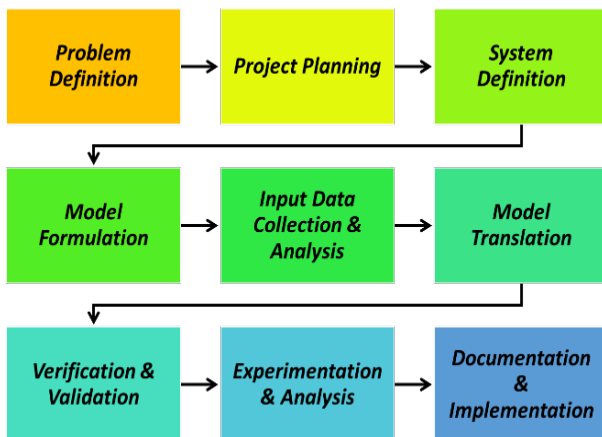 Problem
Definition
Project Planning
System
Definition
Model
Formulation
Input Data
Collection &
Analysis
Model
Translation
Verification &
Validation
Experimentation
& Analysis
Documentation
&
Implementation